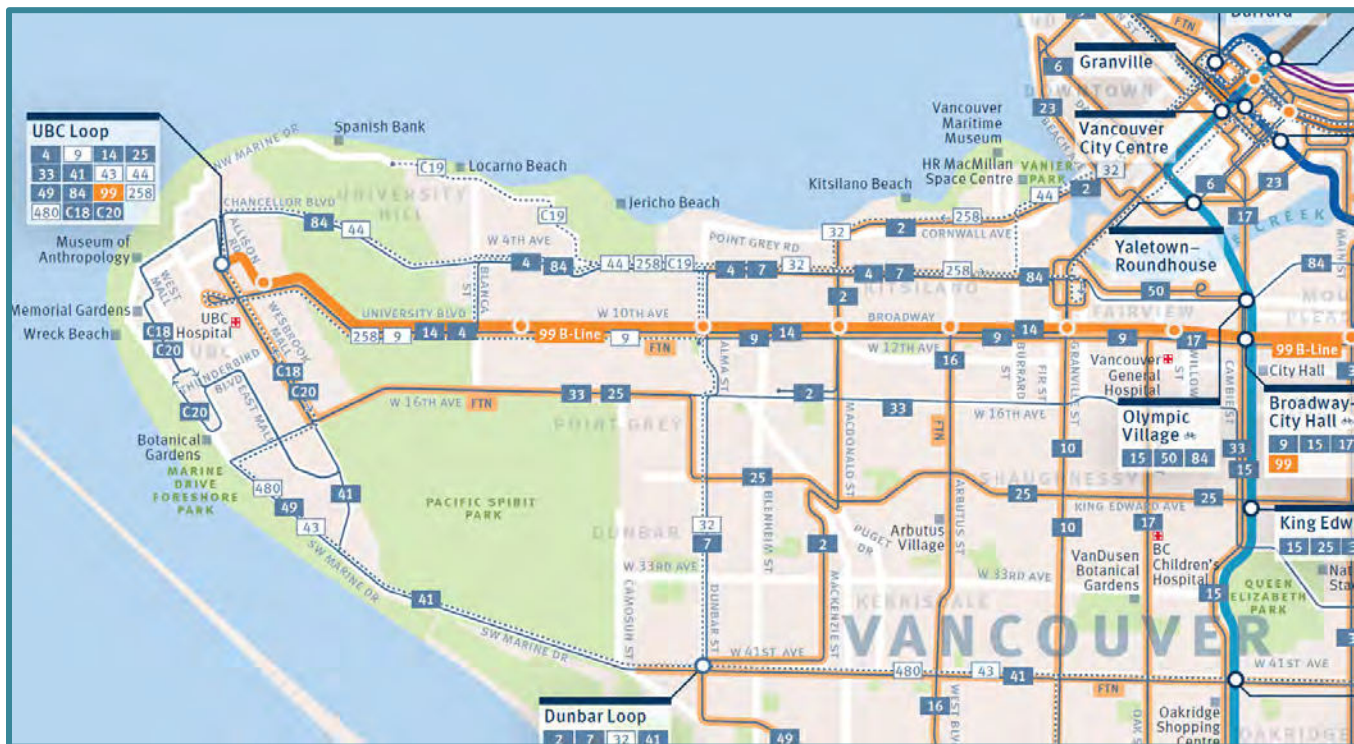 UBC Loop
4 9 14 25
33 41 43 44
49 84 99 258
480 C18 C20
NW MARINE DR
Spanish Bank
C19
Locarno Beach
UNIVERSITY
HILL
CHANCELLOR BLVD
84
44
C19
Jericho Beach
W 4TH AVE
4
84
44
258
C19
POINT GREY RD
4
7
32
32
Kitsilano Beach
2
258
CORNWALL AVE
44
2
32
Vancouver
Maritime
Museum
HR MacMillan
Space Centre
VANIER
PARK
4
7
258
84
KITSILANO
50
FTN
6
23
Granville
DOWNTOWN
BEACH AVE
Vancouver
City Centre
6
23
17
CREEK
Yaletown–
Roundhouse
84
MAIN ST
Museum of
Anthropology
Memorial Gardens
Wreck Beach
WEST
MALL
ALLISON
RD
UBC
Hospital
UBC
WESBROOK
MALL
C18
C20
THUNDERBIRD
BLVD
EAST MALL
C18
C20
C20
BLANCA
ST
UNIVERSITY BLVD
258
9
14
4
99 B-Line
W 10TH AVE
9
FTN
ALMA ST
9
14
BROADWAY
W 12TH AVE
2
16
9
14
BURRARD
ST
FIRST
GRANVILLE ST
FAIRVIEW
9
17
Vancouver
General
Hospital
WILLOW
ST
CAMBIE ST
99 B-Line
City Hall
W 16TH AVE
FTN
33
25
POINT GREY
2
33
W 16TH AVE
FTN
MACDONALD ST
10
Olympic
Village
15 50 84
33
15
Broadway–
City Hall
9 15 17
99
Botanical
Gardens
MARINE
DRIVE
FORESHORE
PARK
480
49
43
41
SW MARINE DR
PACIFIC SPIRIT
PARK
25
BLENHEIM ST
SHAUGHNESSY
25
25
KING EDWARD AVE
32
7
DUNBAR
2
PUGET
DR
Arbutus
Village
ARBUTUS ST
10
17
BC
Children's
Hospital
VanDusen
Botanical
Gardens
15 25
W 33RD AVE
W 33RD AVE
CAMOSUN ST
DUNBAR ST
MACKENZIE ST
KERRISDALE
15
QUEEN
ELIZABETH
PARK
VANCOUVER
41
SW MARINE DR
W 41ST AVE
480
43
41
FTN
W 41ST AVE
Dunbar Loop
2 7 32 41
49
16
Oakridge
Shopping
Centre
OAKRIDGE